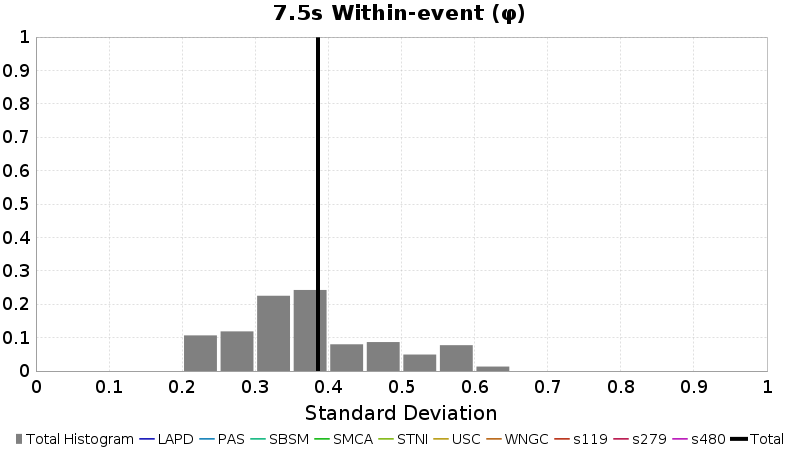 7.5s Within-event (φ)
1
0.9
0.8
0.7
0.6
0.5
0.4
0.3
0.2
0.1
0
0 0.1 0.2 0.3 0.4 0.5 0.6 0.7 0.8 0.9 1
Standard Deviation
Total Histogram LAPD PAS SBSM SMCA STNI USC WNGC s119 s279 s480 Total